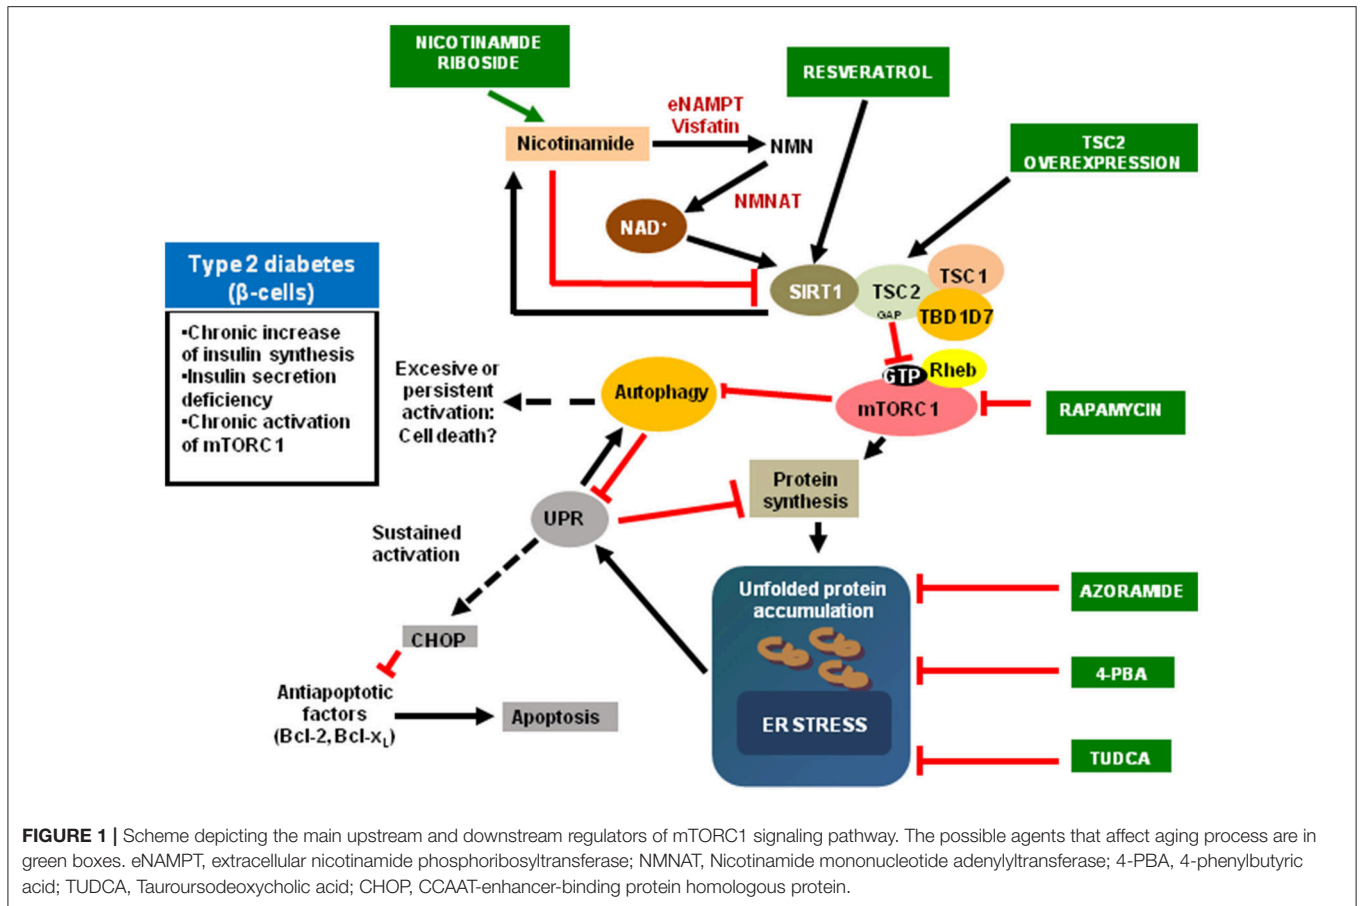 NICOTINAMIDE
RIBOSIDE
RESVERATROL
TSC2
OVEREXPRESSION
eNAMPT
Visfatin
Nicotinamide
NMN
NMNAT
NAD+
SIRT1
TSC2
GAP
TSC1
TBD1D7
Type 2 diabetes
(β-cells)
▪Chronic increase
of insulin synthesis
▪Insulin secretion
deficiency
▪Chronic activation
of mTORC1
Excesive or
persistent
activation:
Cell death?
Autophagy
GTP
Rheb
mTORC1
RAPAMYCIN
Protein
synthesis
UPR
Sustained
activation
Unfolded protein
accumulation
ER STRESS
AZORAMIDE
4-PBA
TUDCA
CHOP
Antiapoptotic
factors
(Bcl-2, Bcl-xL)
Apoptosis
FIGURE 1 | Scheme depicting the main upstream and downstream regulators of mTORC1 signaling pathway. The possible agents that affect aging process are in
green boxes. eNAMPT, extracellular nicotinamide phosphoribosyltransferase; NMNAT, Nicotinamide mononucleotide adenylyltransferase; 4-PBA, 4-phenylbutyric
acid; TUDCA, Tauroursodeoxycholic acid; CHOP, CCAAT-enhancer-binding protein homologous protein.